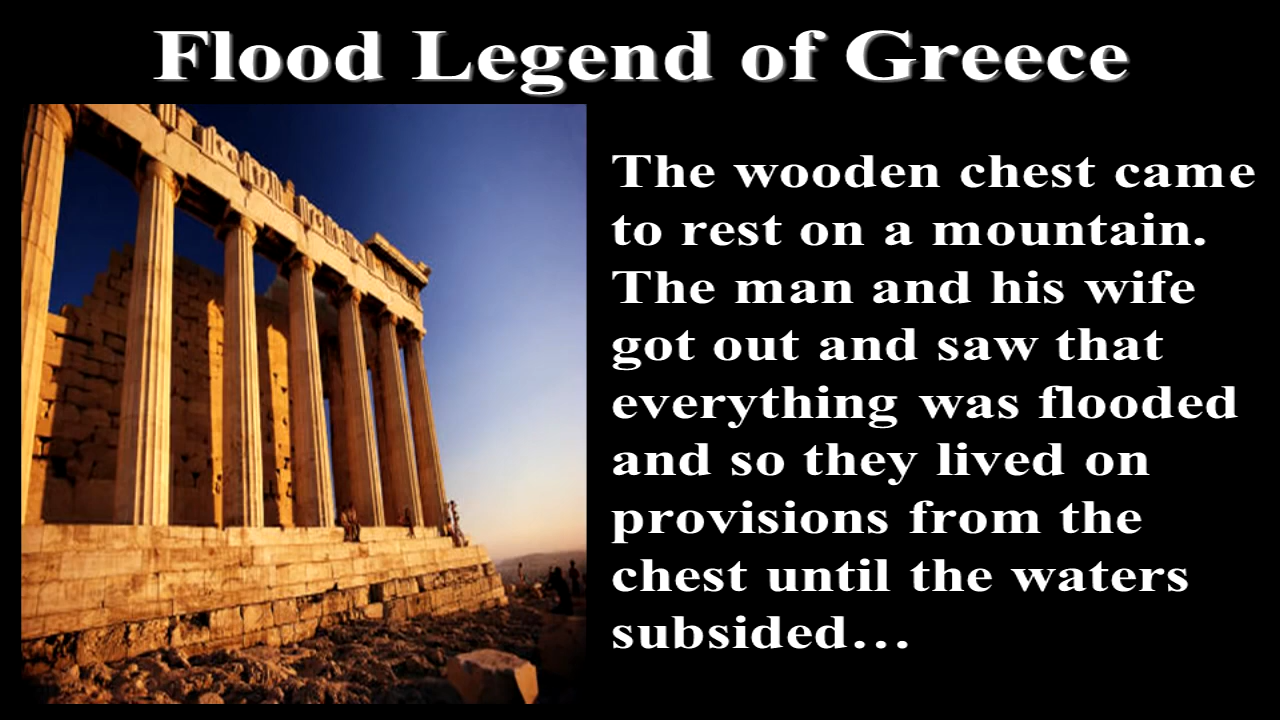 Flood Legend of Greece
The wooden chest came
to rest on a mountain.
The man and his wife
got out and saw that
everything was flooded
and so they lived on
provisions from the
chest until the waters
subsided…